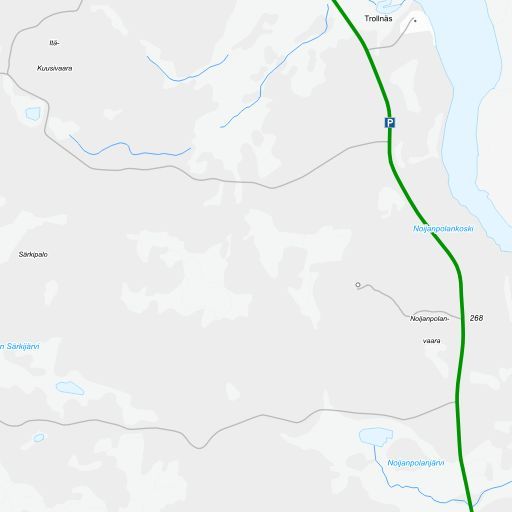 Trollnäs
Itä-
Kuusivaara
P
Noijanpolankoski
Särkipalo
268
Noijanpolan-
vaara
n Särkijärvi
Noijanpolanjärvi